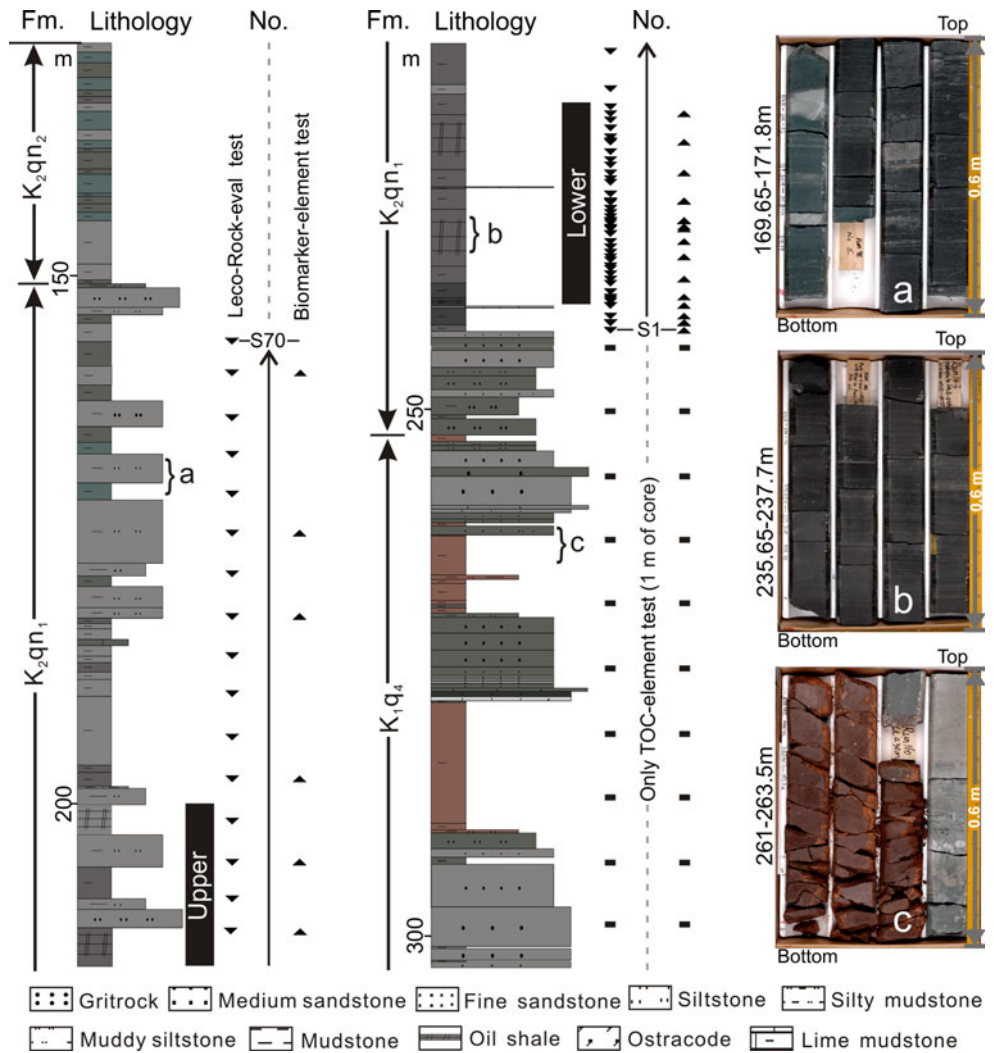 Fm. Lithology No. Fm. Lithology No.
m
m
K₂qn₂
150
K₂qn₁
200
Leco-Rock-eval test
Biomarker-element test
S70
a
Upper
K₂qn₁
250
K₁q₄
300
b
c
Lower
S1
Only TOC-element test (1 m of core)
Top
169.65-171.8m
0.6 m
a
Bottom
Top
235.65-237.7m
0.6 m
b
Bottom
Top
261-263.5m
0.6 m
c
Bottom
Gritrock Medium sandstone Fine sandstone Siltstone Silty mudstone
Muddy siltstone Mudstone Oil shale Ostracode Lime mudstone